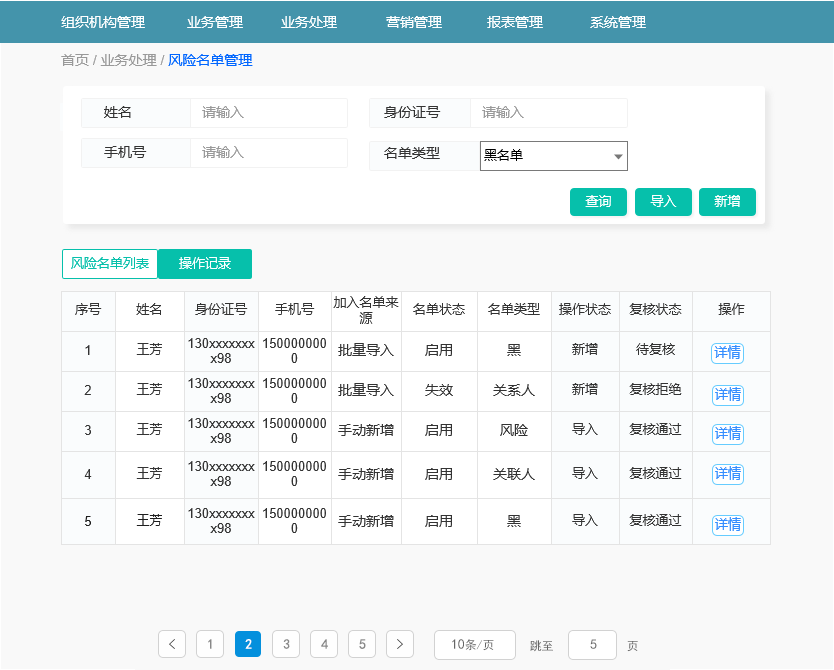 组织机构管理 业务管理 业务处理 营销管理 报表管理 系统管理
首页 / 业务处理 / 风险名单管理
姓名 请输入 身份证号 请输入
手机号 请输入 名单类型 黑名单
查询 导入 新增
风险名单列表 操作记录
序号 姓名 身份证号 手机号 加入名单来源 名单状态 名单类型 操作状态 复核状态 操作
1 王芳 130xxxxxxxx98 1500000000 批量导入 启用 黑 新增 待复核 详情
2 王芳 130xxxxxxxx98 1500000000 批量导入 失效 关系人 新增 复核拒绝 详情
3 王芳 130xxxxxxxx98 1500000000 手动新增 启用 风险 导入 复核通过 详情
4 王芳 130xxxxxxxx98 1500000000 手动新增 启用 关联人 导入 复核通过 详情
5 王芳 130xxxxxxxx98 1500000000 手动新增 启用 黑 导入 复核通过 详情
< 1 2 3 4 5 > 10条/页 跳至 5 页